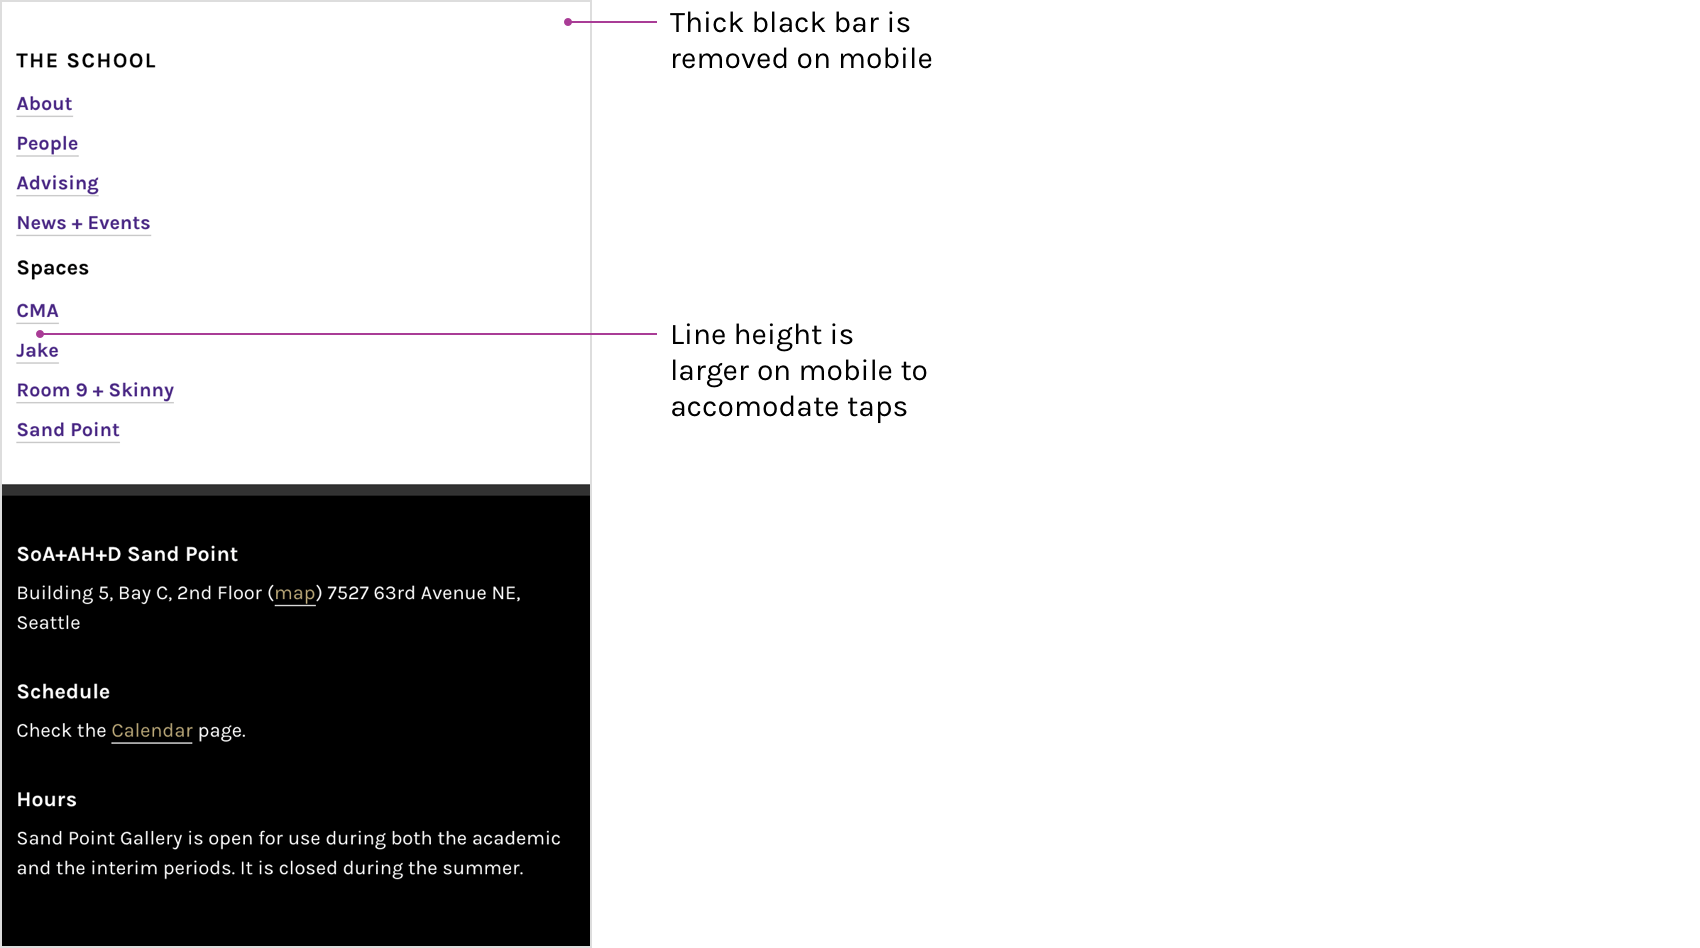 Thick black bar is
removed on mobile
THE SCHOOL
About
People
Advising
News + Events
Spaces
CMA
Jake
Room 9 + Skinny
Sand Point
Line height is
larger on mobile to
accomodate taps
SoA+AH+D Sand Point
Building 5, Bay C, 2nd Floor (map) 7527 63rd Avenue NE,
Seattle
Schedule
Check the Calendar page.
Hours
Sand Point Gallery is open for use during both the academic
and the interim periods. It is closed during the summer.